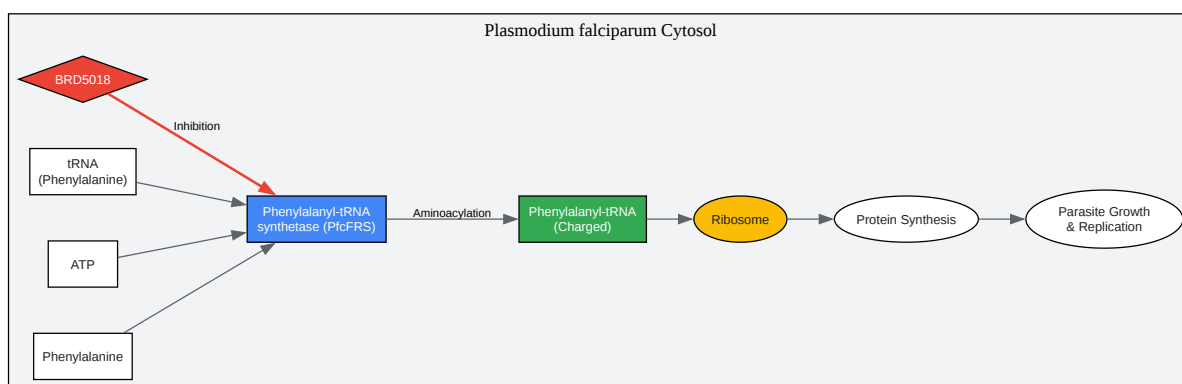 Plasmodium falciparum Cytosol
BRD5018
Inhibition
tRNA
(Phenylalanine)
Phenylalanyl-tRNA
synthetase (PfcFRS)
Aminoacylation
Phenylalanyl-tRNA
(Charged)
Ribosome
Protein Synthesis
Parasite Growth
& Replication
ATP
Phenylalanine